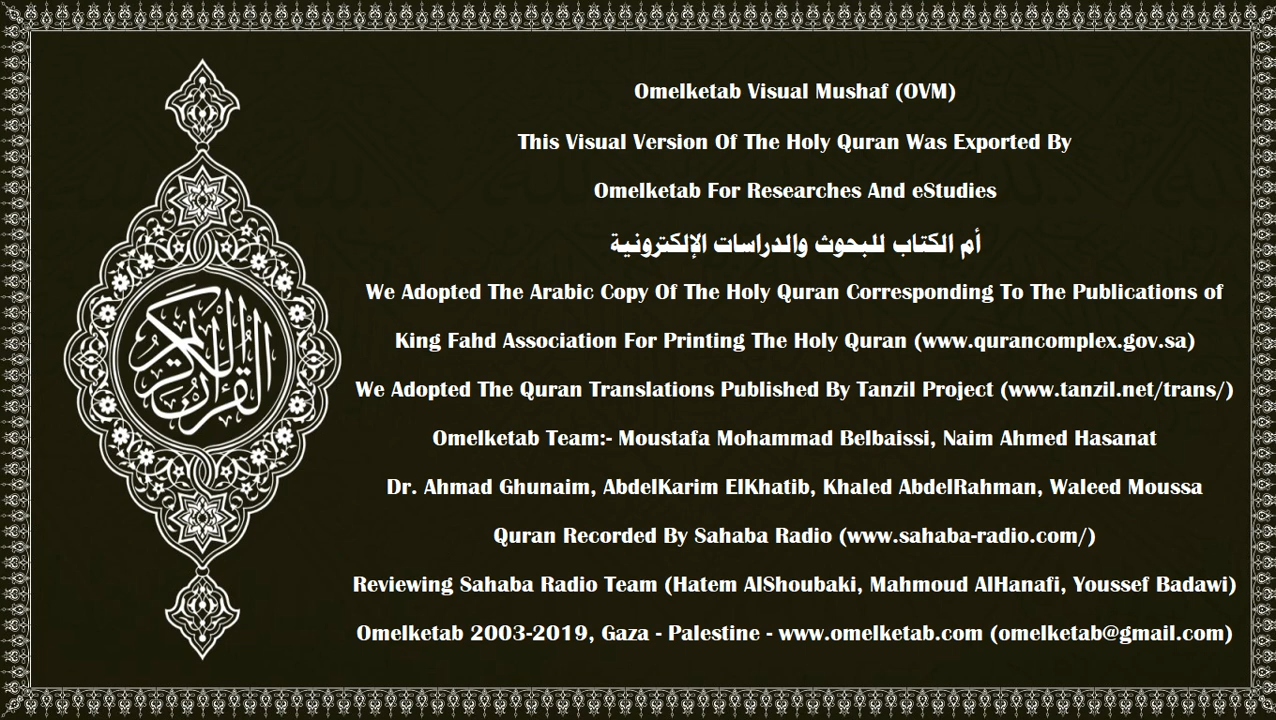 القرآن الكريم
Omelketab Visual Mushaf (OVM)
This Visual Version Of The Holy Quran Was Exported By
Omelketab For Researches And eStudies
أم الكتاب للبحوث والدراسات الإلكترونية
We Adopted The Arabic Copy Of The Holy Quran Corresponding To The Publications of
King Fahd Association For Printing The Holy Quran (www.qurancomplex.gov.sa)
We Adopted The Quran Translations Published By Tanzil Project (www.tanzil.net/trans/)
Omelketab Team:- Moustafa Mohammad Belbaissi, Naim Ahmed Hasanat
Dr. Ahmad Ghunaim, AbdelKarim ElKhatib, Khaled AbdelRahman, Waleed Moussa
Quran Recorded By Sahaba Radio (www.sahaba-radio.com/)
Reviewing Sahaba Radio Team (Hatem AlShoubaki, Mahmoud AlHanafi, Youssef Badawi)
Omelketab 2003-2019, Gaza - Palestine - www.omelketab.com (omelketab@gmail.com)